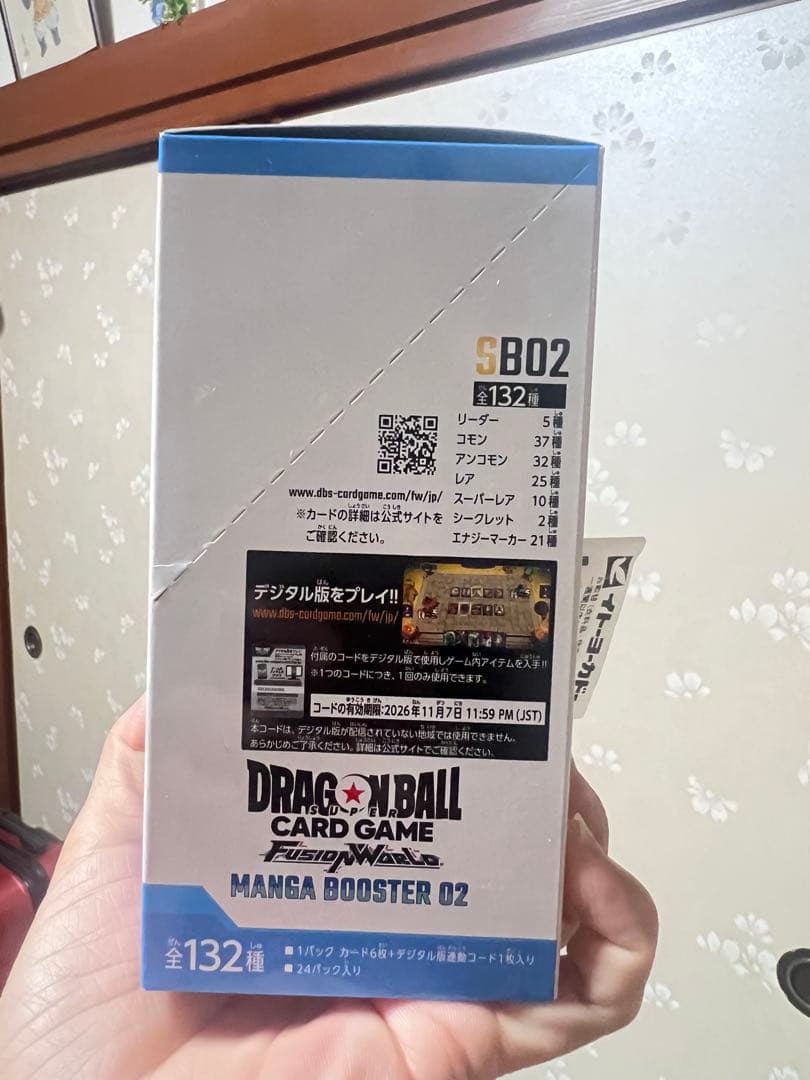 SB02
全132種
リーダー 5種
コモン 37種
アンコモン 32種
レア 25種
スーパーレア 10種
シークレット 2種
エナジーマーカー 21種
www.dbs-cardgame.com/fw/jp/
※カードの詳細は公式サイトを
ご確認ください。
デジタル版をプレイ!!
www.dbs-cardgame.com/fw/jp/
付属のコードをデジタル版で使用しゲーム内アイテムを入手!!
※1つのコードにつき、1回のみ使用できます。
コードの有効期限:2026年11月7日 11:59 PM (JST)
本コードは、デジタル版が配信されていない地域では使用できません。
あらかじめご了承ください。詳細は公式サイトでご確認ください。
DRAGON BALL
SUPER
CARD GAME
FUSION WORLD
MANGA BOOSTER 02
全132種
■1パック カード6枚+デジタル版連動コード1枚入り
■24パック入り
イトーヨーカドー